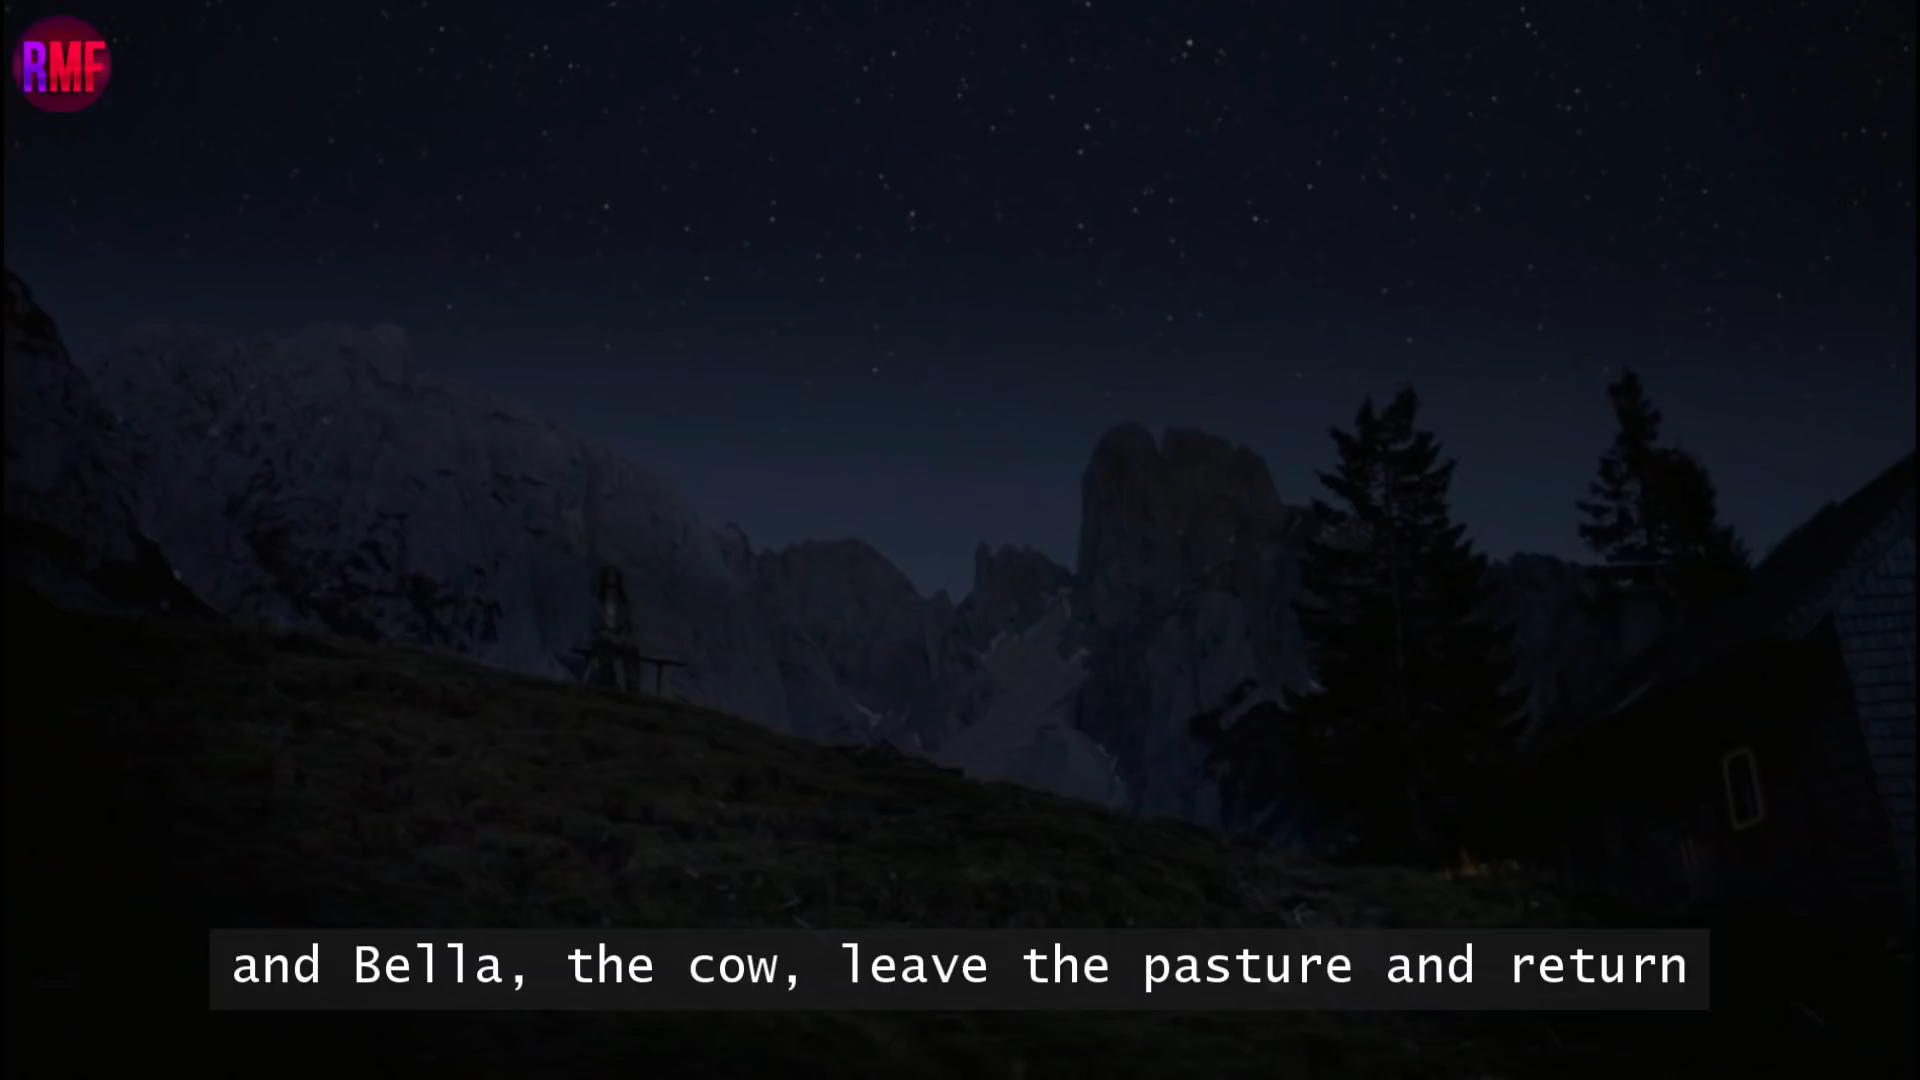 RMF
and Bella, the cow, leave the pasture and return